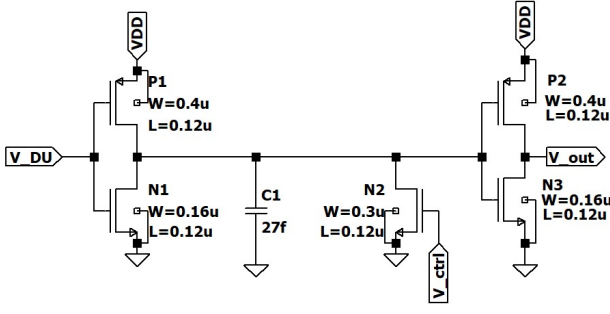 VDD
P1
W=0.4u
L=0.12u
V_DU
N1
W=0.16u
L=0.12u
C1
27f
N2
W=0.3u
L=0.12u
V_ctrl
VDD
P2
W=0.4u
L=0.12u
V_out
N3
W=0.16u
L=0.12u